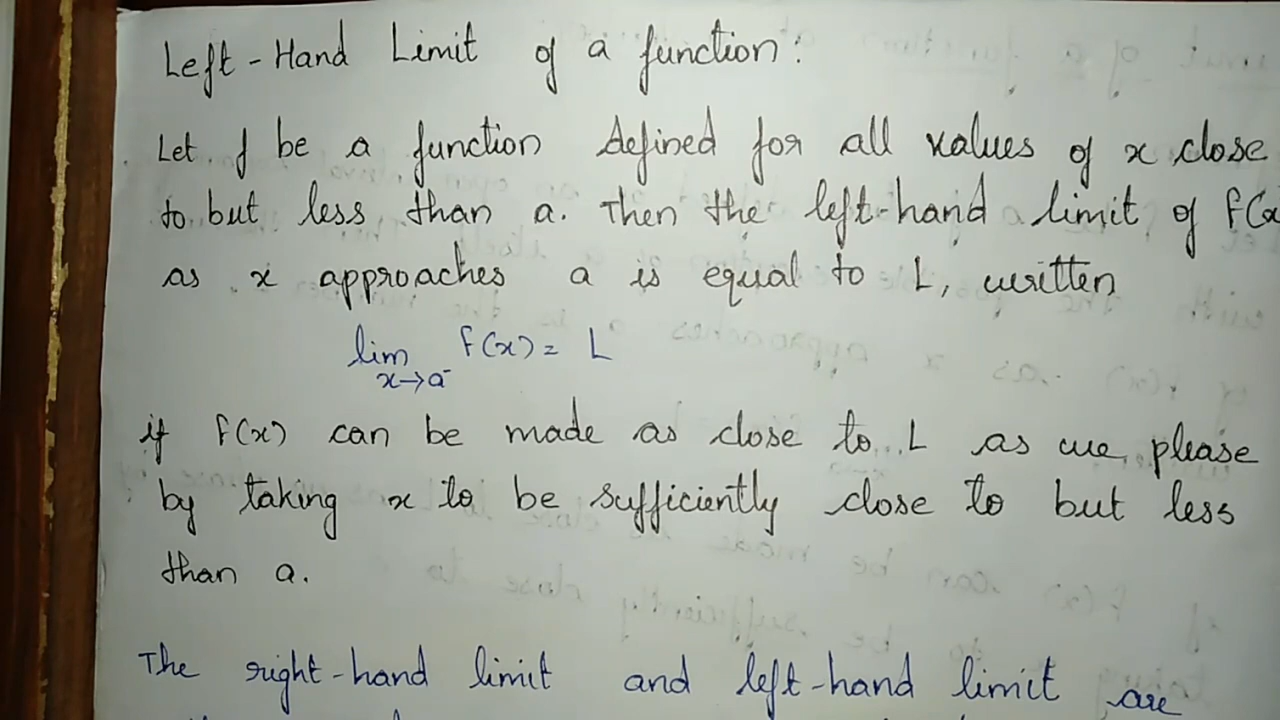 Left-Hand Limit of a function:
Let f be a function defined for all values of x close
to but less than a. Then the left-hand limit of f(x
as x approaches a is equal to L, written
lim f(x) = L
x→a⁻
if f(x) can be made as close to L as we please
by taking x to be sufficiently close to but less
than a.
The right-hand limit and left-hand limit are